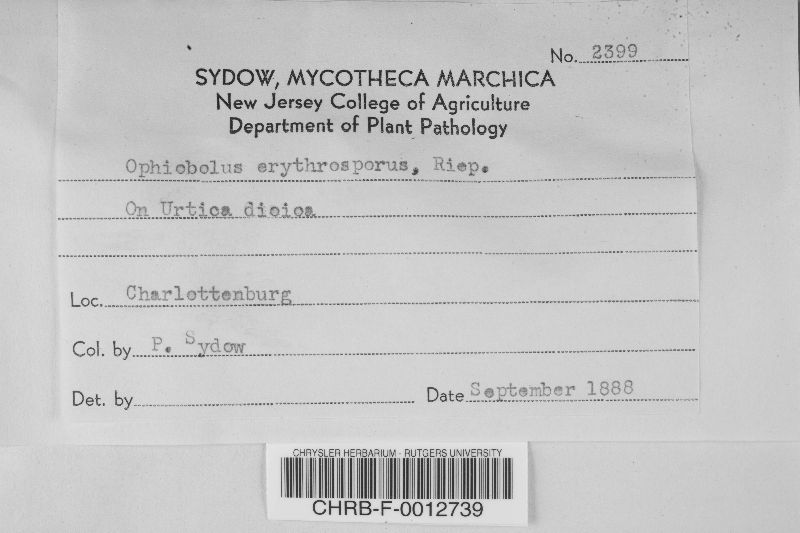 No. 2399
SYDOW, MYCOTHECA MARCHICA
New Jersey College of Agriculture
Department of Plant Pathology
Ophiobolus erythrosporus, Riep.
On Urtica dioica
Loc. Charlottenburg
Col. by P. Sydow
Det. by
Date September 1888
CHRYSLER HERBARIUM - RUTGERS UNIVERSITY
CHRB-F-0012739